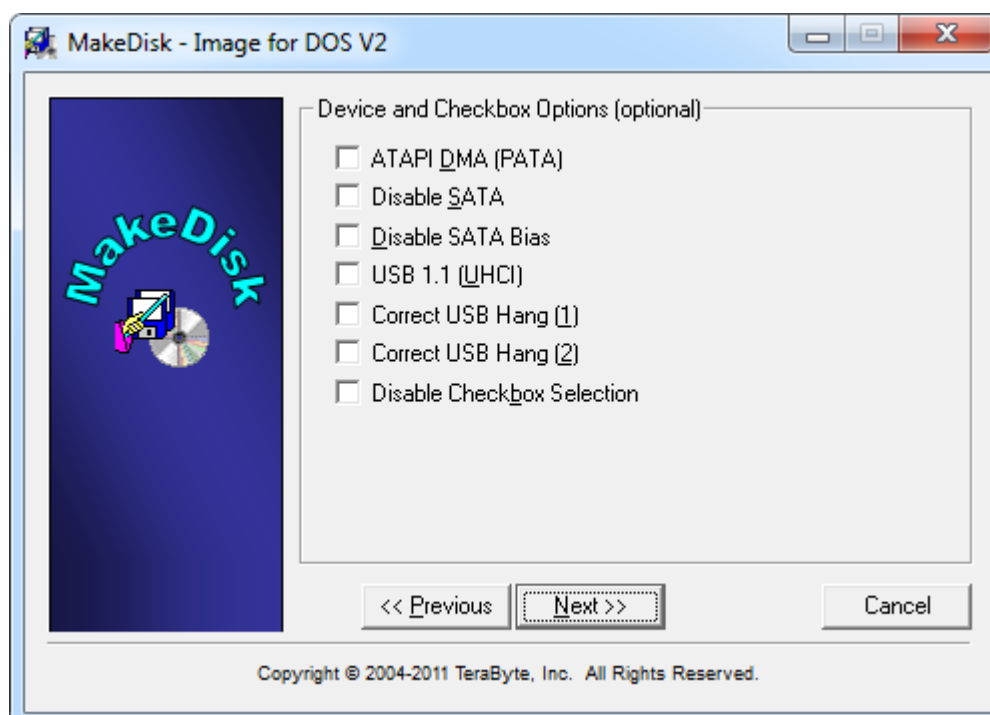 MakeDisk - Image for DOS V2
MakeDisk
Device and Checkbox Options (optional)
ATAPI DMA (PATA)
Disable SATA
Disable SATA Bias
USB 1.1 (UHCI)
Correct USB Hang (1)
Correct USB Hang (2)
Disable Checkbox Selection
<< Previous
Next >>
Cancel
Copyright © 2004-2011 TeraByte, Inc. All Rights Reserved.